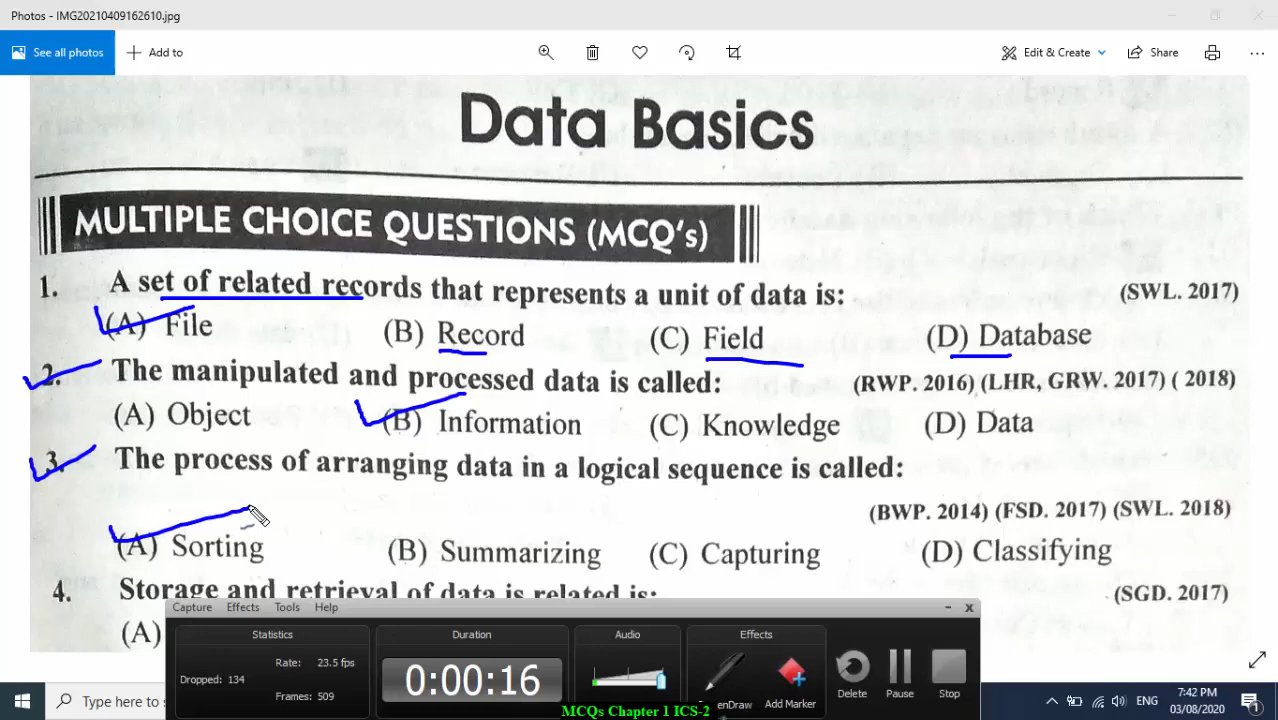 Photos - IMG20210409162610.jpg
See all photos
Add to
Edit & Create
Share
Data Basics
MULTIPLE CHOICE QUESTIONS (MCQ's)
1. A set of related records that represents a unit of data is: (SWL. 2017)
(A) File (B) Record (C) Field (D) Database
2. The manipulated and processed data is called: (RWP. 2016) (LHR, GRW. 2017) ( 2018)
(A) Object (B) Information (C) Knowledge (D) Data
3. The process of arranging data in a logical sequence is called:
(BWP. 2014) (FSD. 2017) (SWL. 2018)
(A) Sorting (B) Summarizing (C) Capturing (D) Classifying
4. Storage and retrieval of data is related is: (SGD. 2017)
(A)
Capture Effects Tools Help
Statistics Duration Audio Effects
Rate: 23.5 fps
Dropped: 134
Frames: 509
0:00:16
enDraw Add Marker
Delete Pause Stop
MCQs Chapter 1 ICS-2
Type here to
ENG
7:42 PM
03/08/2020
1